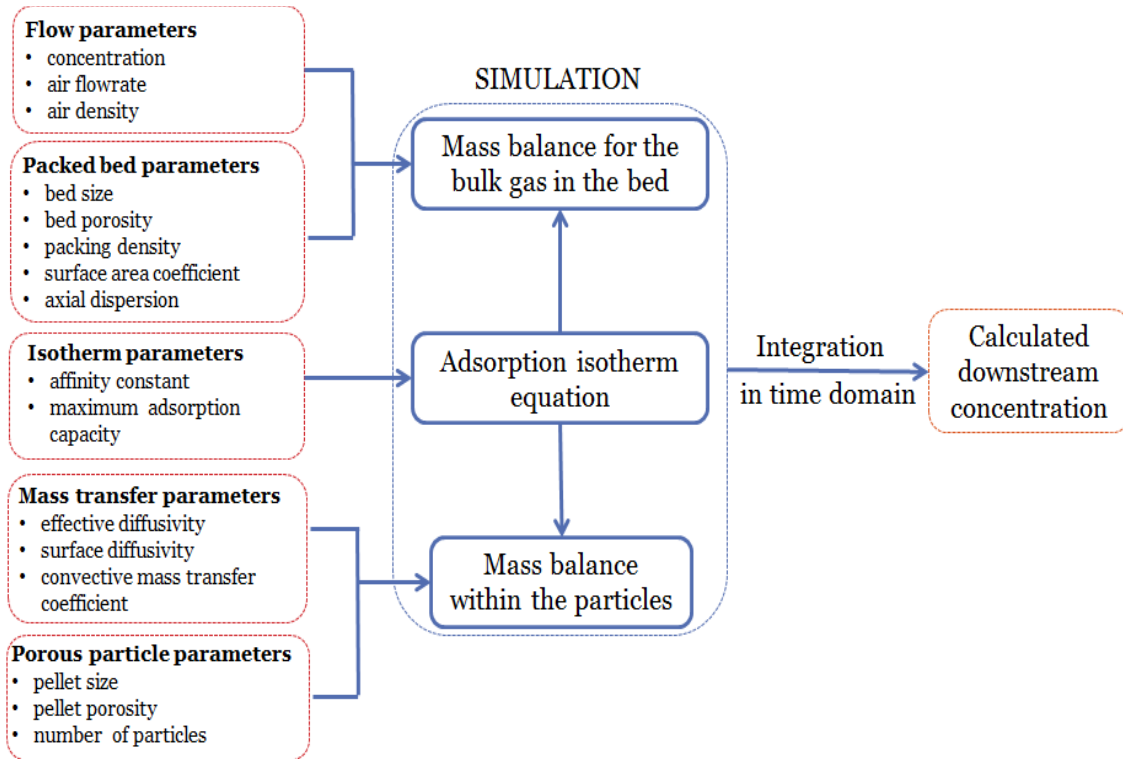 Flow parameters
• concentration
• air flowrate
• air density
Packed bed parameters
• bed size
• bed porosity
• packing density
• surface area coefficient
• axial dispersion
Isotherm parameters
• affinity constant
• maximum adsorption
capacity
Mass transfer parameters
• effective diffusivity
• surface diffusivity
• convective mass transfer
coefficient
Porous particle parameters
• pellet size
• pellet porosity
• number of particles
SIMULATION
Mass balance for the
bulk gas in the bed
Adsorption isotherm
equation
Mass balance
within the particles
Integration
in time domain
Calculated
downstream
concentration